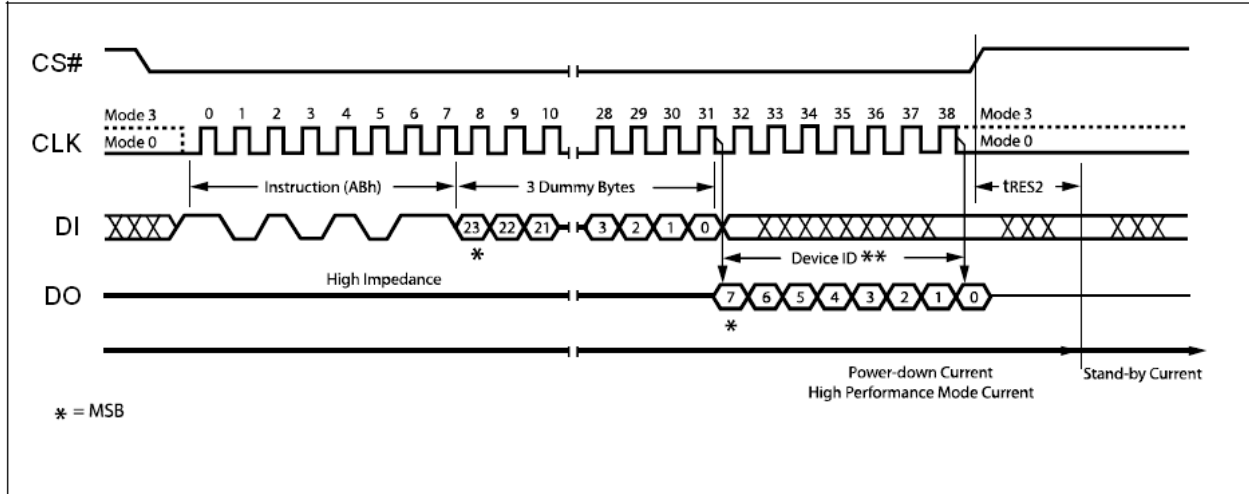 CS#
0 1 2 3 4 5 6 7 8 9 10 28 29 30 31 32 33 34 35 36 37 38
Mode 3 Mode 3
CLK
Mode 0 Mode 0
Instruction (ABh) 3 Dummy Bytes tRES2
DI XXX 23 22 21 3 2 1 0
* Device ID **
High Impedance
DO 7 6 5 4 3 2 1 0
*
Power-down Current Stand-by Current
High Performance Mode Current
* = MSB